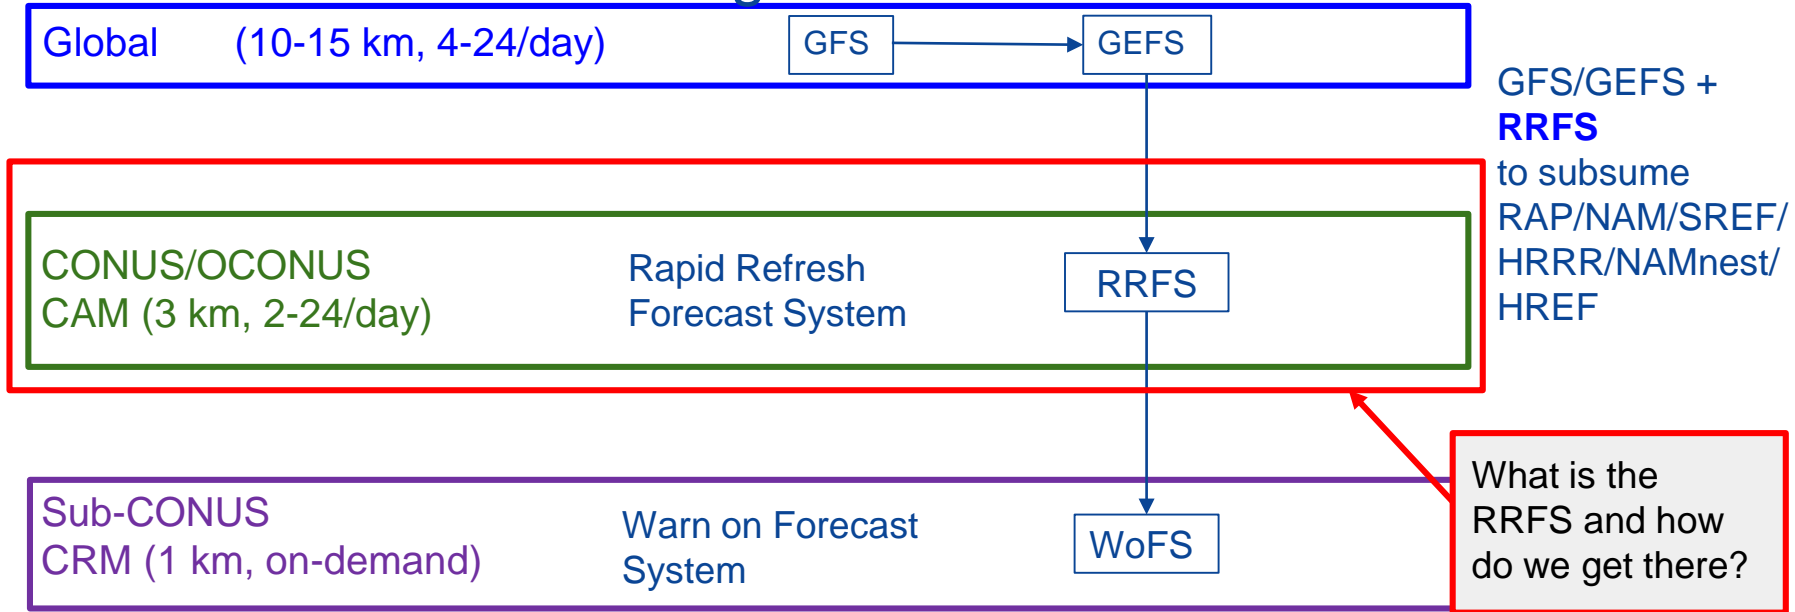 Global (10-15 km, 4-24/day)
GFS
GEFS
GFS/GEFS +
RRFS
to subsume
RAP/NAM/SREF/
HRRR/NAMnest/
HREF
CONUS/OCONUS
CAM (3 km, 2-24/day)
Rapid Refresh
Forecast System
RRFS
Sub-CONUS
CRM (1 km, on-demand)
Warn on Forecast
System
WoFS
What is the
RRFS and how
do we get there?